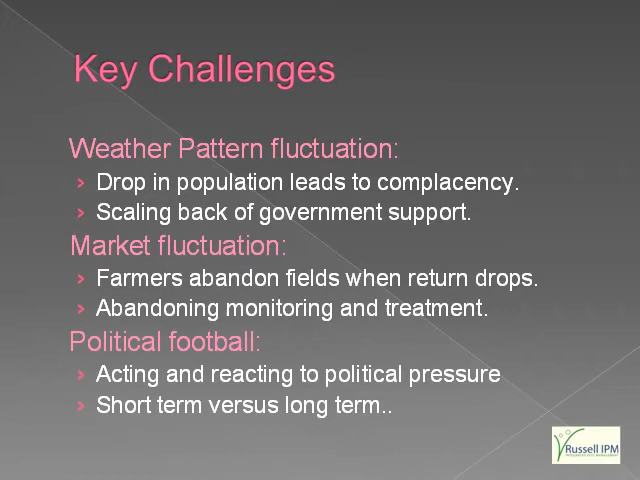 Key Challenges
Weather Pattern fluctuation:
› Drop in population leads to complacency.
› Scaling back of government support.
Market fluctuation:
› Farmers abandon fields when return drops.
› Abandoning monitoring and treatment.
Political football:
› Acting and reacting to political pressure
› Short term versus long term..
Russell IPM